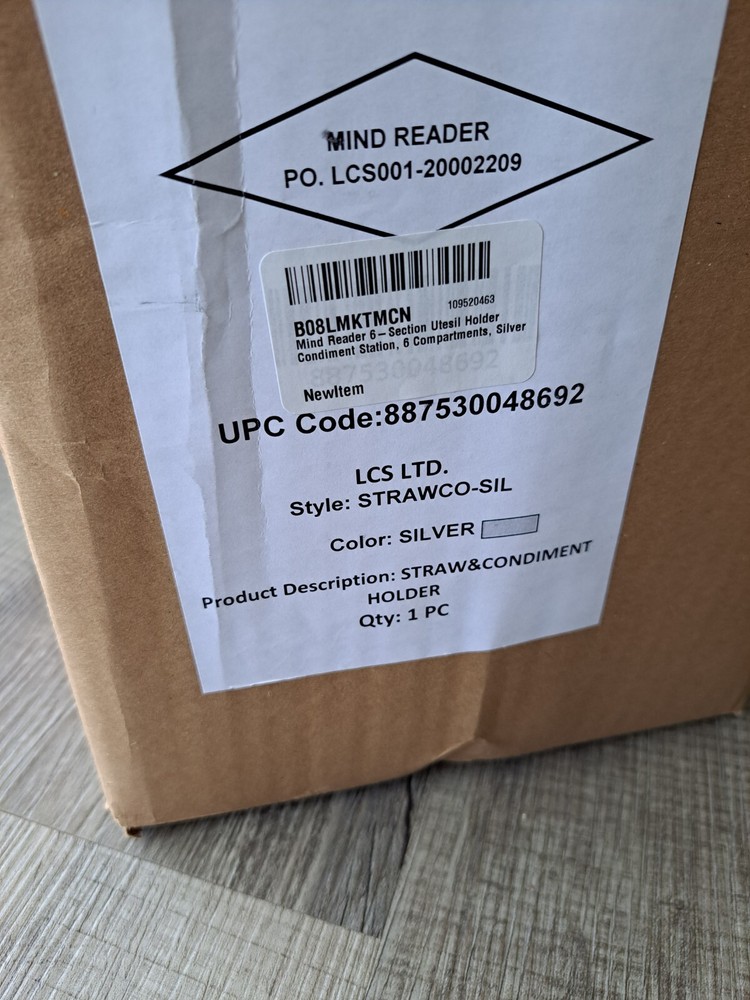 MIND READER
PO. LCS001-20002209
109520463
B08LMKTMCN
Mind Reader 6-Section Utesil Holder
Condiment Station, 6 Compartments, Silver
887530048692
NewItem
UPC Code:887530048692
LCS LTD.
Style: STRAWCO-SIL
Color: SILVER
Product Description: STRAW&CONDIMENT
HOLDER
Qty: 1 PC